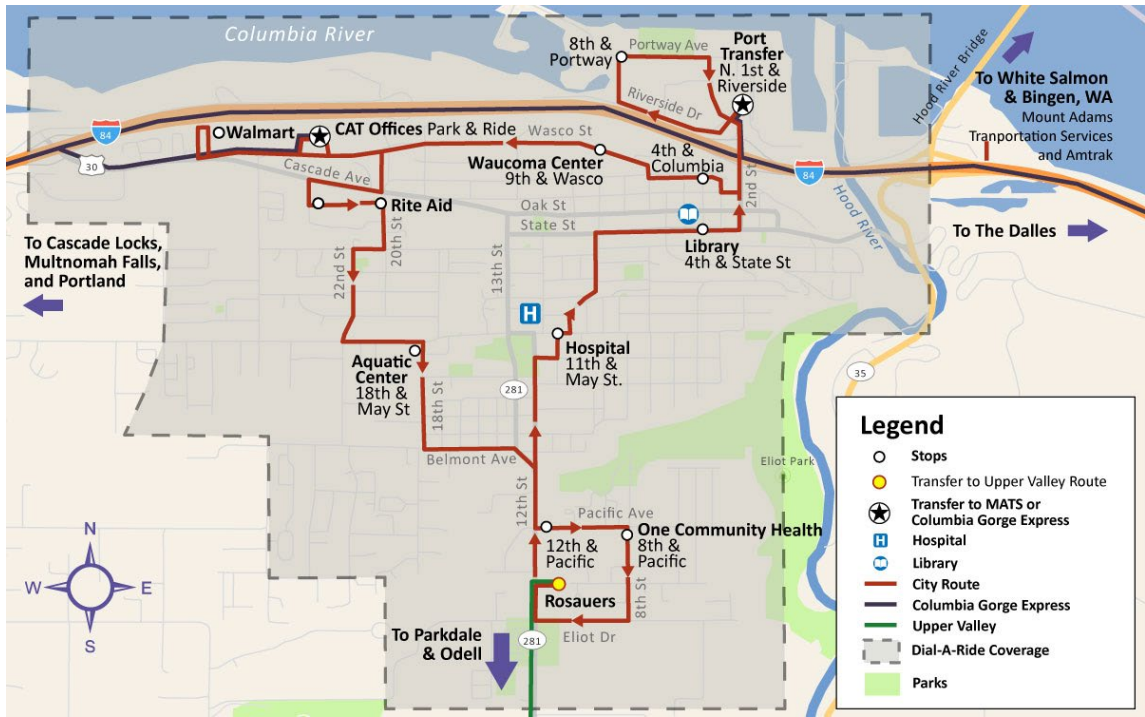 Columbia River
8th &
Portway
Portway Ave
Port
Transfer
N. 1st &
Riverside
Riverside Dr
Hood River Bridge
To White Salmon
& Bingen, WA
Mount Adams
Tranportation Services
and Amtrak
84
30
Walmart
CAT Offices Park & Ride
Wasco St
Waucoma Center
9th & Wasco
4th &
Columbia
2nd St
84
Hood River
Cascade Ave
Rite Aid
Oak St
State St
Library
4th & State St
To The Dalles
To Cascade Locks,
Multnomah Falls,
and Portland
22nd St
20th St
13th St
H
Hospital
11th &
May St.
Aquatic
Center
18th &
May St
18th St
281
35
Belmont Ave
Eliot Park
12th St
Pacific Ave
One Community Health
12th &
Pacific
8th &
Pacific
8th St
Rosauers
Eliot Dr
To Parkdale
& Odell
281
N
W
E
S
Legend
Stops
Transfer to Upper Valley Route
Transfer to MATS or
Columbia Gorge Express
H
Hospital
Library
City Route
Columbia Gorge Express
Upper Valley
Dial-A-Ride Coverage
Parks